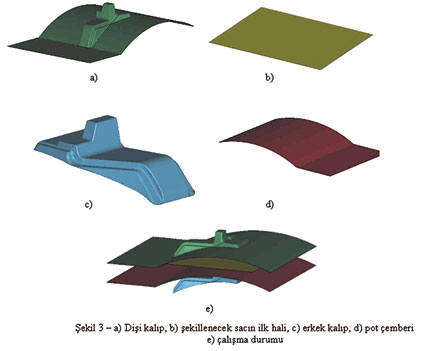 a)
b)
c)
d)
e)
Şekil 3 – a) Dişi kalıp, b) şekillenecek sacın ilk hali, c) erkek kalıp, d) pot çemberi
e) çalışma durumu